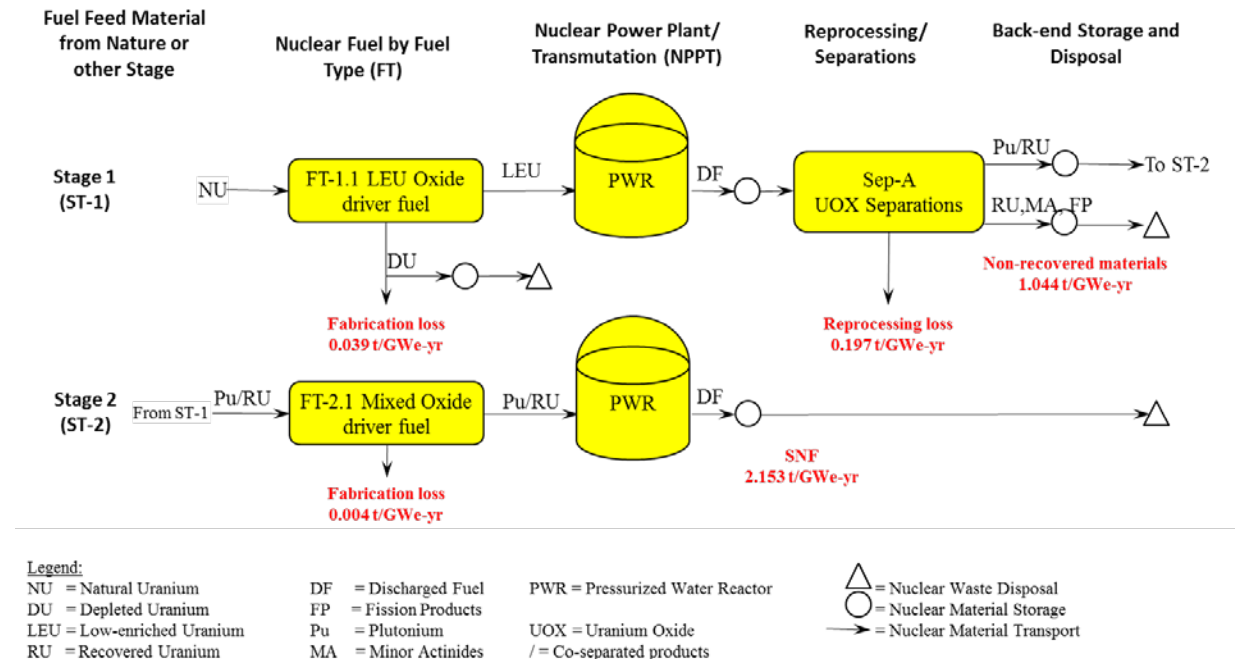 Fuel Feed Material
from Nature or
other Stage
Nuclear Fuel by Fuel
Type (FT)
Nuclear Power Plant/
Transmutation (NPPT)
Reprocessing/
Separations
Back-end Storage and
Disposal
Stage 1
(ST-1)
NU
FT-1.1 LEU Oxide
driver fuel
LEU
PWR
DF
Sep-A
UOX Separations
Pu/RU
To ST-2
RU,MA, FP
Non-recovered materials
1.044 t/GWe-yr
DU
Fabrication loss
0.039 t/GWe-yr
Reprocessing loss
0.197 t/GWe-yr
Stage 2
(ST-2)
From ST-1
Pu/RU
FT-2.1 Mixed Oxide
driver fuel
Pu/RU
PWR
DF
SNF
2.153 t/GWe-yr
Fabrication loss
0.004 t/GWe-yr
Legend:
NU = Natural Uranium
DU = Depleted Uranium
LEU = Low-enriched Uranium
RU = Recovered Uranium
DF = Discharged Fuel
FP = Fission Products
Pu = Plutonium
MA = Minor Actinides
PWR = Pressurized Water Reactor
UOX = Uranium Oxide
/ = Co-separated products
= Nuclear Waste Disposal
= Nuclear Material Storage
= Nuclear Material Transport